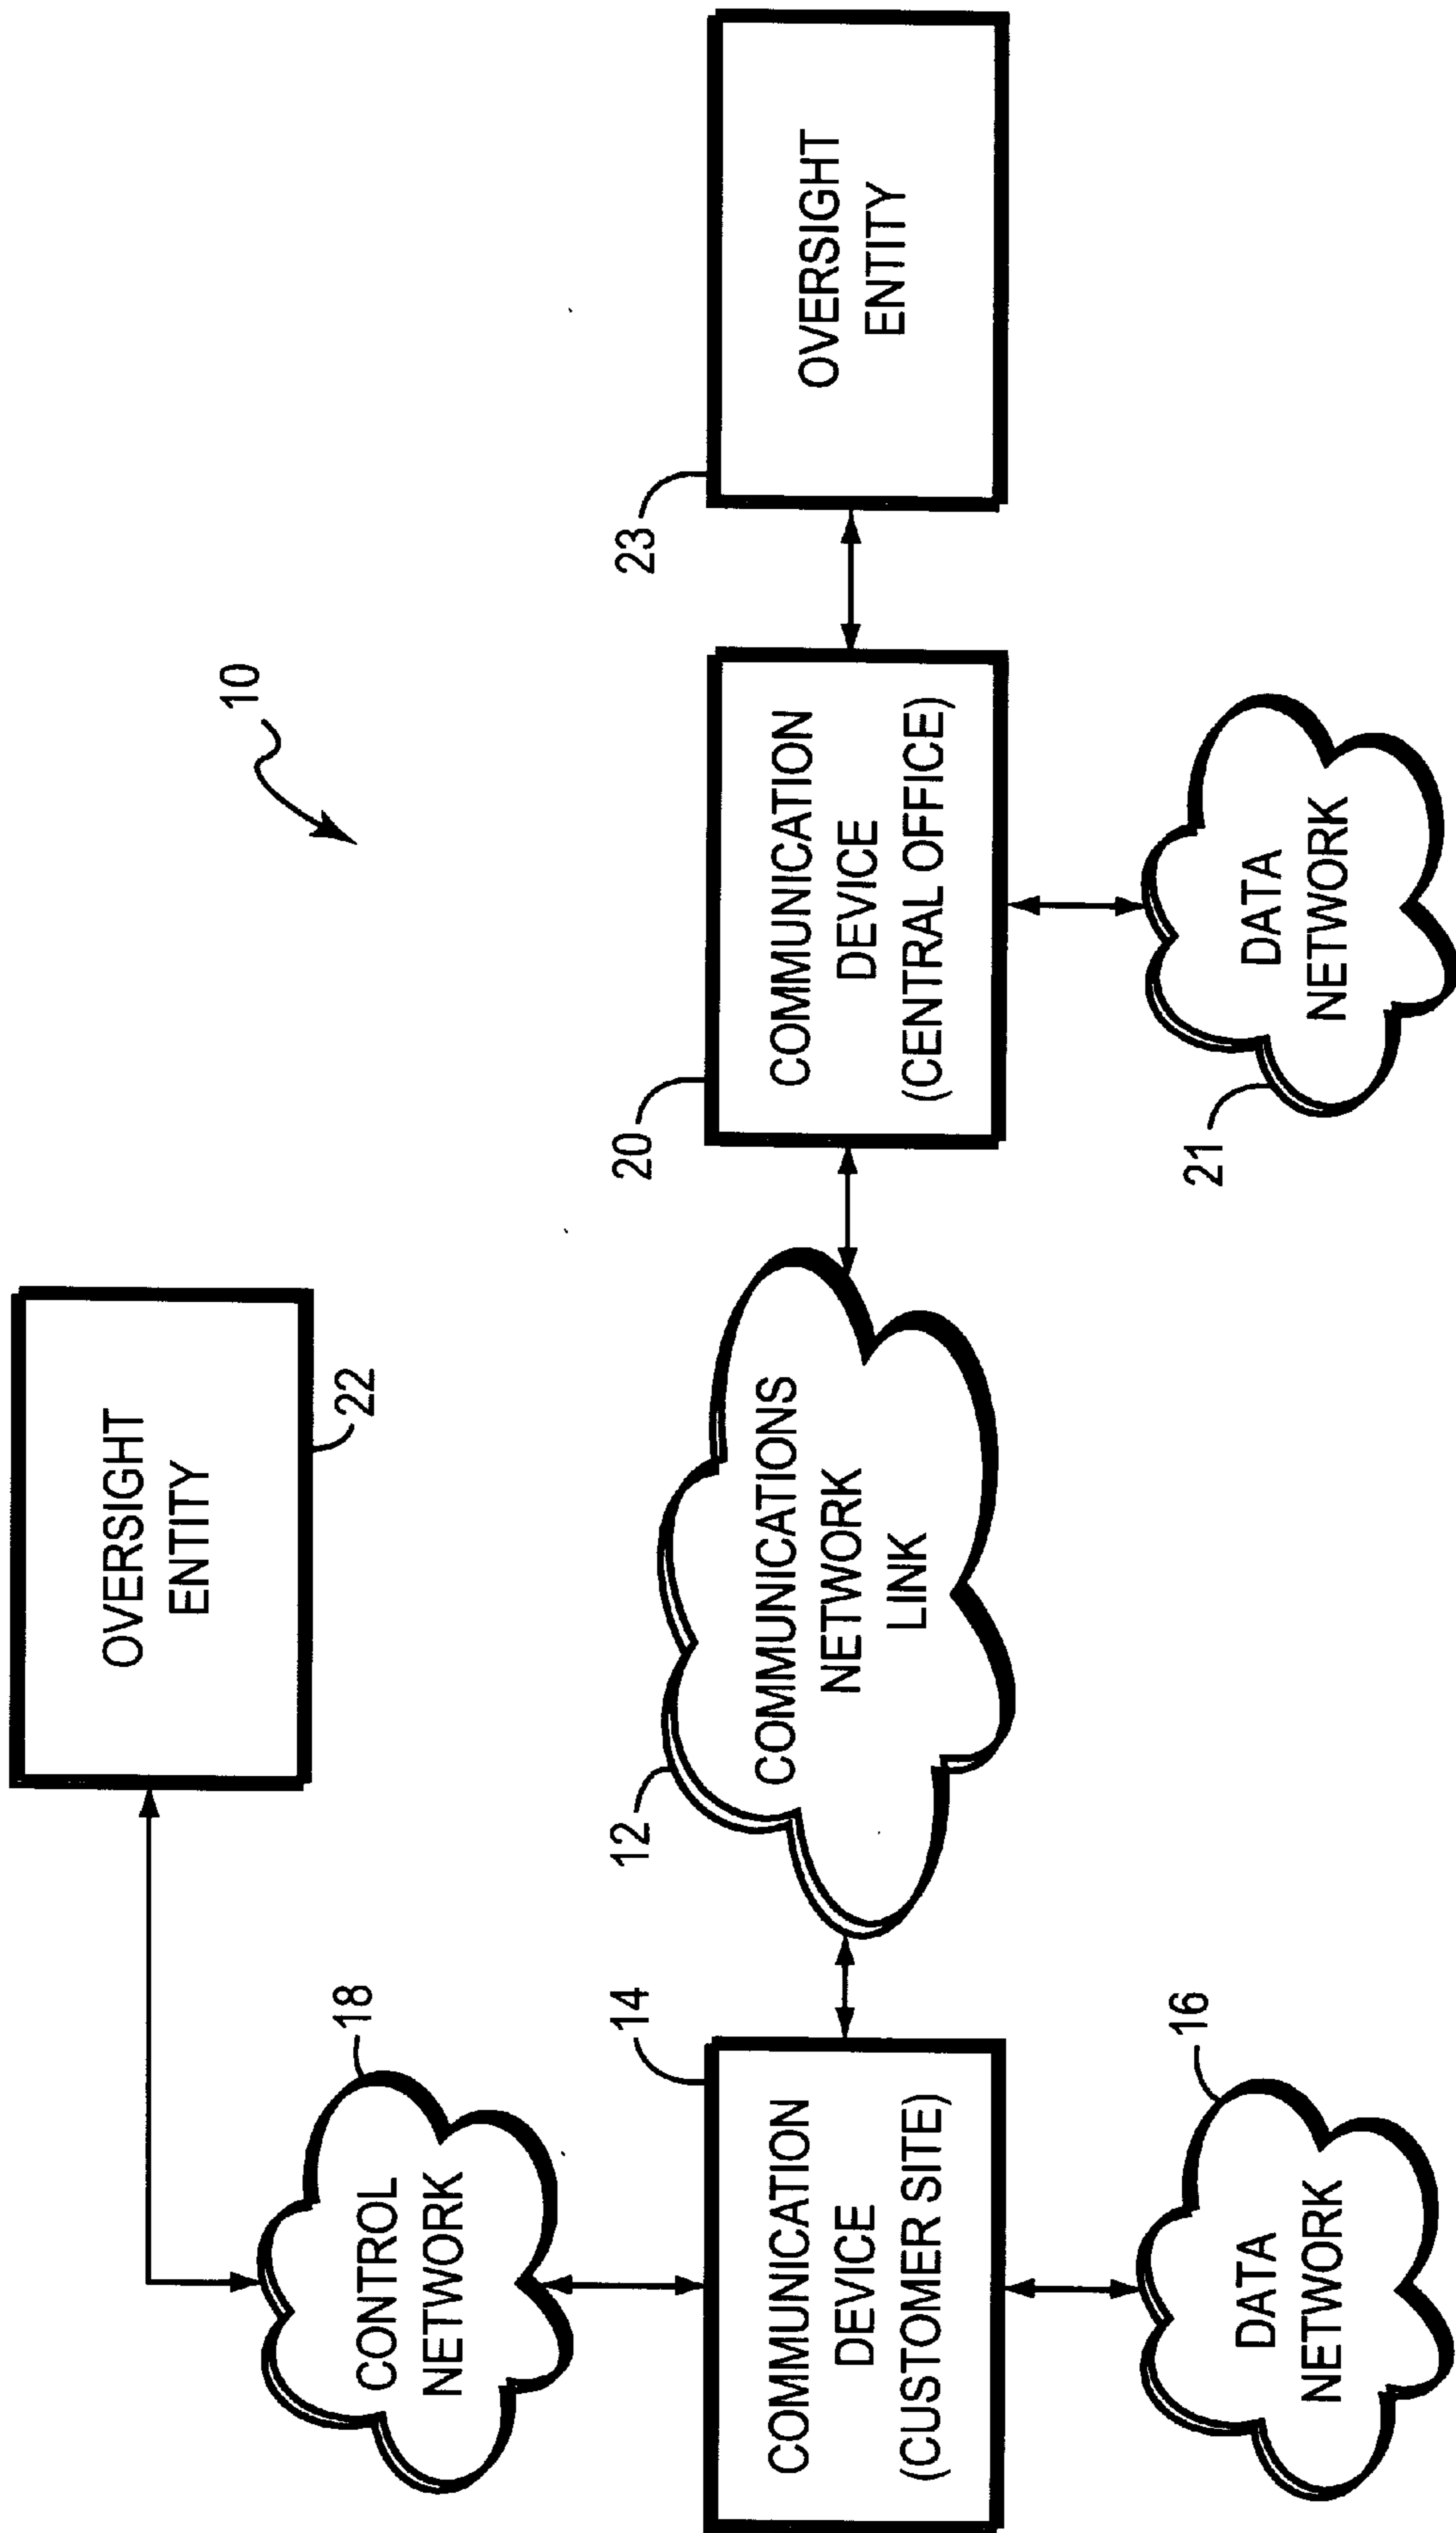 10
OVERSIGHT
ENTITY
22
CONTROL
NETWORK
18
COMMUNICATION
DEVICE
(CUSTOMER SITE)
14
COMMUNICATIONS
NETWORK
LINK
12
COMMUNICATION
DEVICE
(CENTRAL OFFICE)
20
OVERSIGHT
ENTITY
23
DATA
NETWORK
16
DATA
NETWORK
21